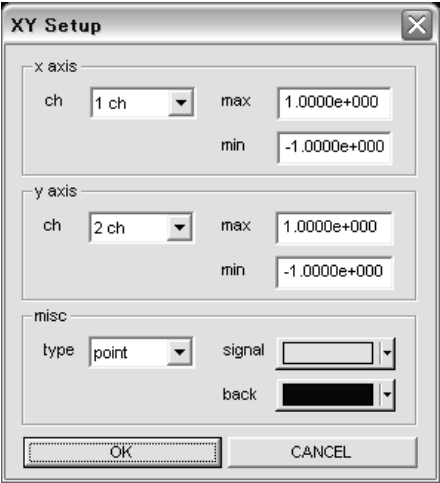 XY Setup
x axis
ch 1 ch max 1.0000e+000
min -1.0000e+000
y axis
ch 2 ch max 1.0000e+000
min -1.0000e+000
misc
type point signal
back
OK CANCEL